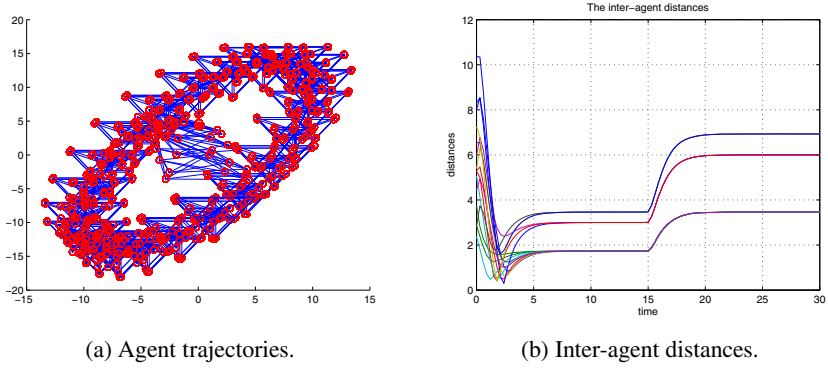 The inter-agent distances
20
15
10
5
0
−5
−10
−15
−20
−15 −10 −5 0 5 10 15
distances
12
10
8
6
4
2
0
0 5 10 15 20 25 30
time
(a) Agent trajectories.
(b) Inter-agent distances.